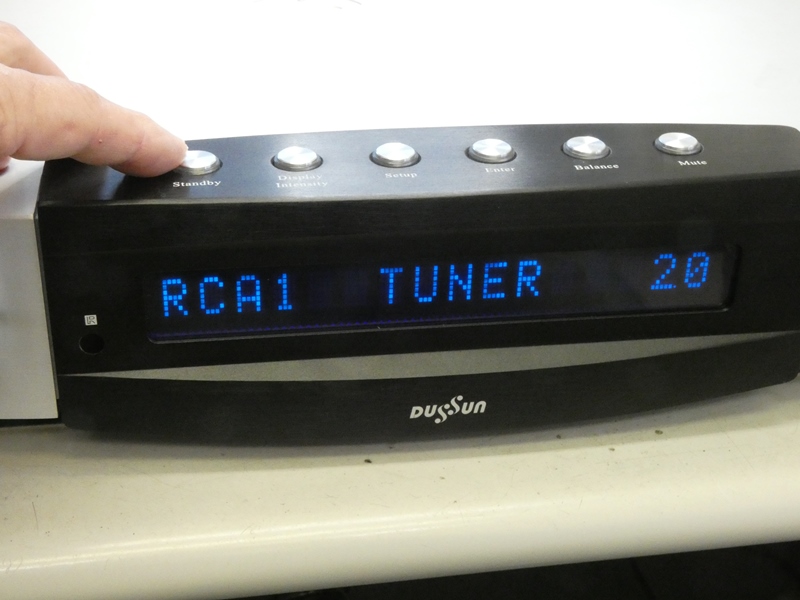 Standby Display Intensity Setup Enter Balance Mute
RCA1 TUNER 20
DUSSUN